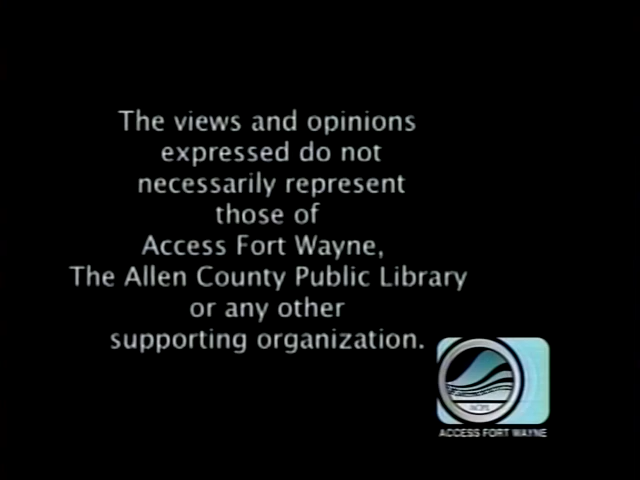 The views and opinions
expressed do not
necessarily represent
those of
Access Fort Wayne,
The Allen County Public Library
or any other
supporting organization.
ACPL
ACCESS FORT WAYNE